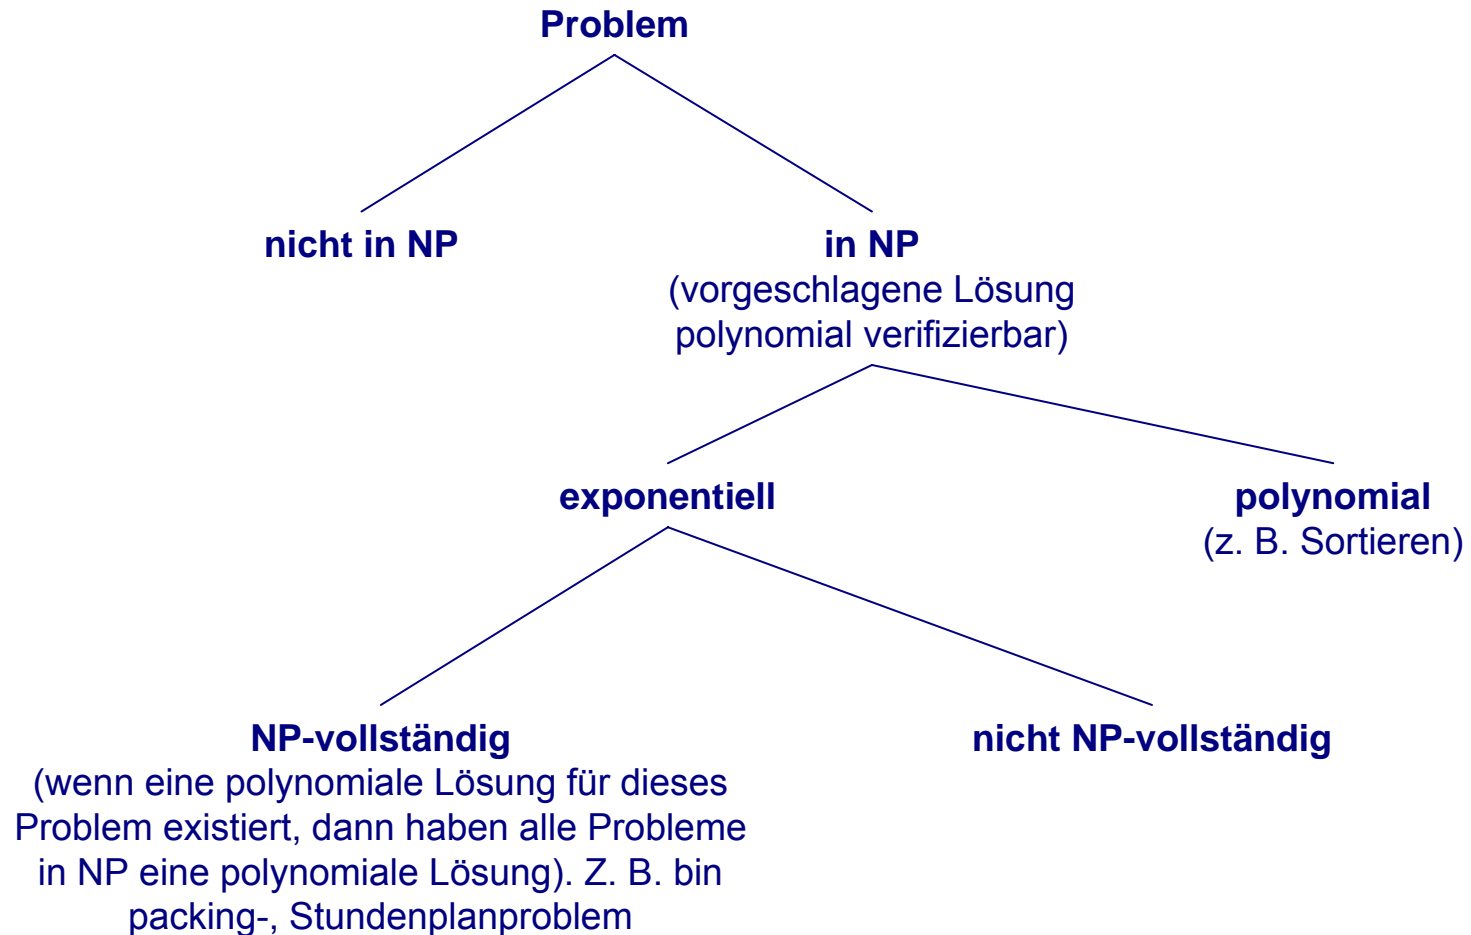 Problem
nicht in NP
in NP
(vorgeschlagene Lösung
polynomial verifizierbar)
exponentiell
polynomial
(z. B. Sortieren)
NP-vollständig
(wenn eine polynomiale Lösung für dieses
Problem existiert, dann haben alle Probleme
in NP eine polynomiale Lösung). Z. B. bin
packing-, Stundenplanproblem
nicht NP-vollständig